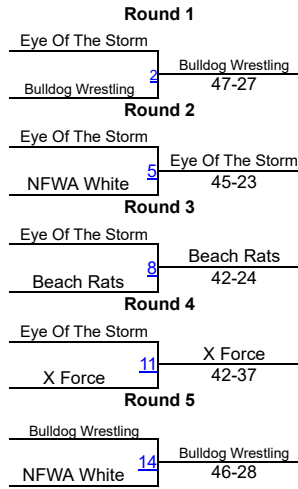 Round 1
Eye Of The Storm
2
Bulldog Wrestling
Bulldog Wrestling
47-27
Round 2
Eye Of The Storm
5
NFWA White
Eye Of The Storm
45-23
Round 3
Eye Of The Storm
8
Beach Rats
Beach Rats
42-24
Round 4
Eye Of The Storm
11
X Force
X Force
42-37
Round 5
Bulldog Wrestling
14
NFWA White
Bulldog Wrestling
46-28